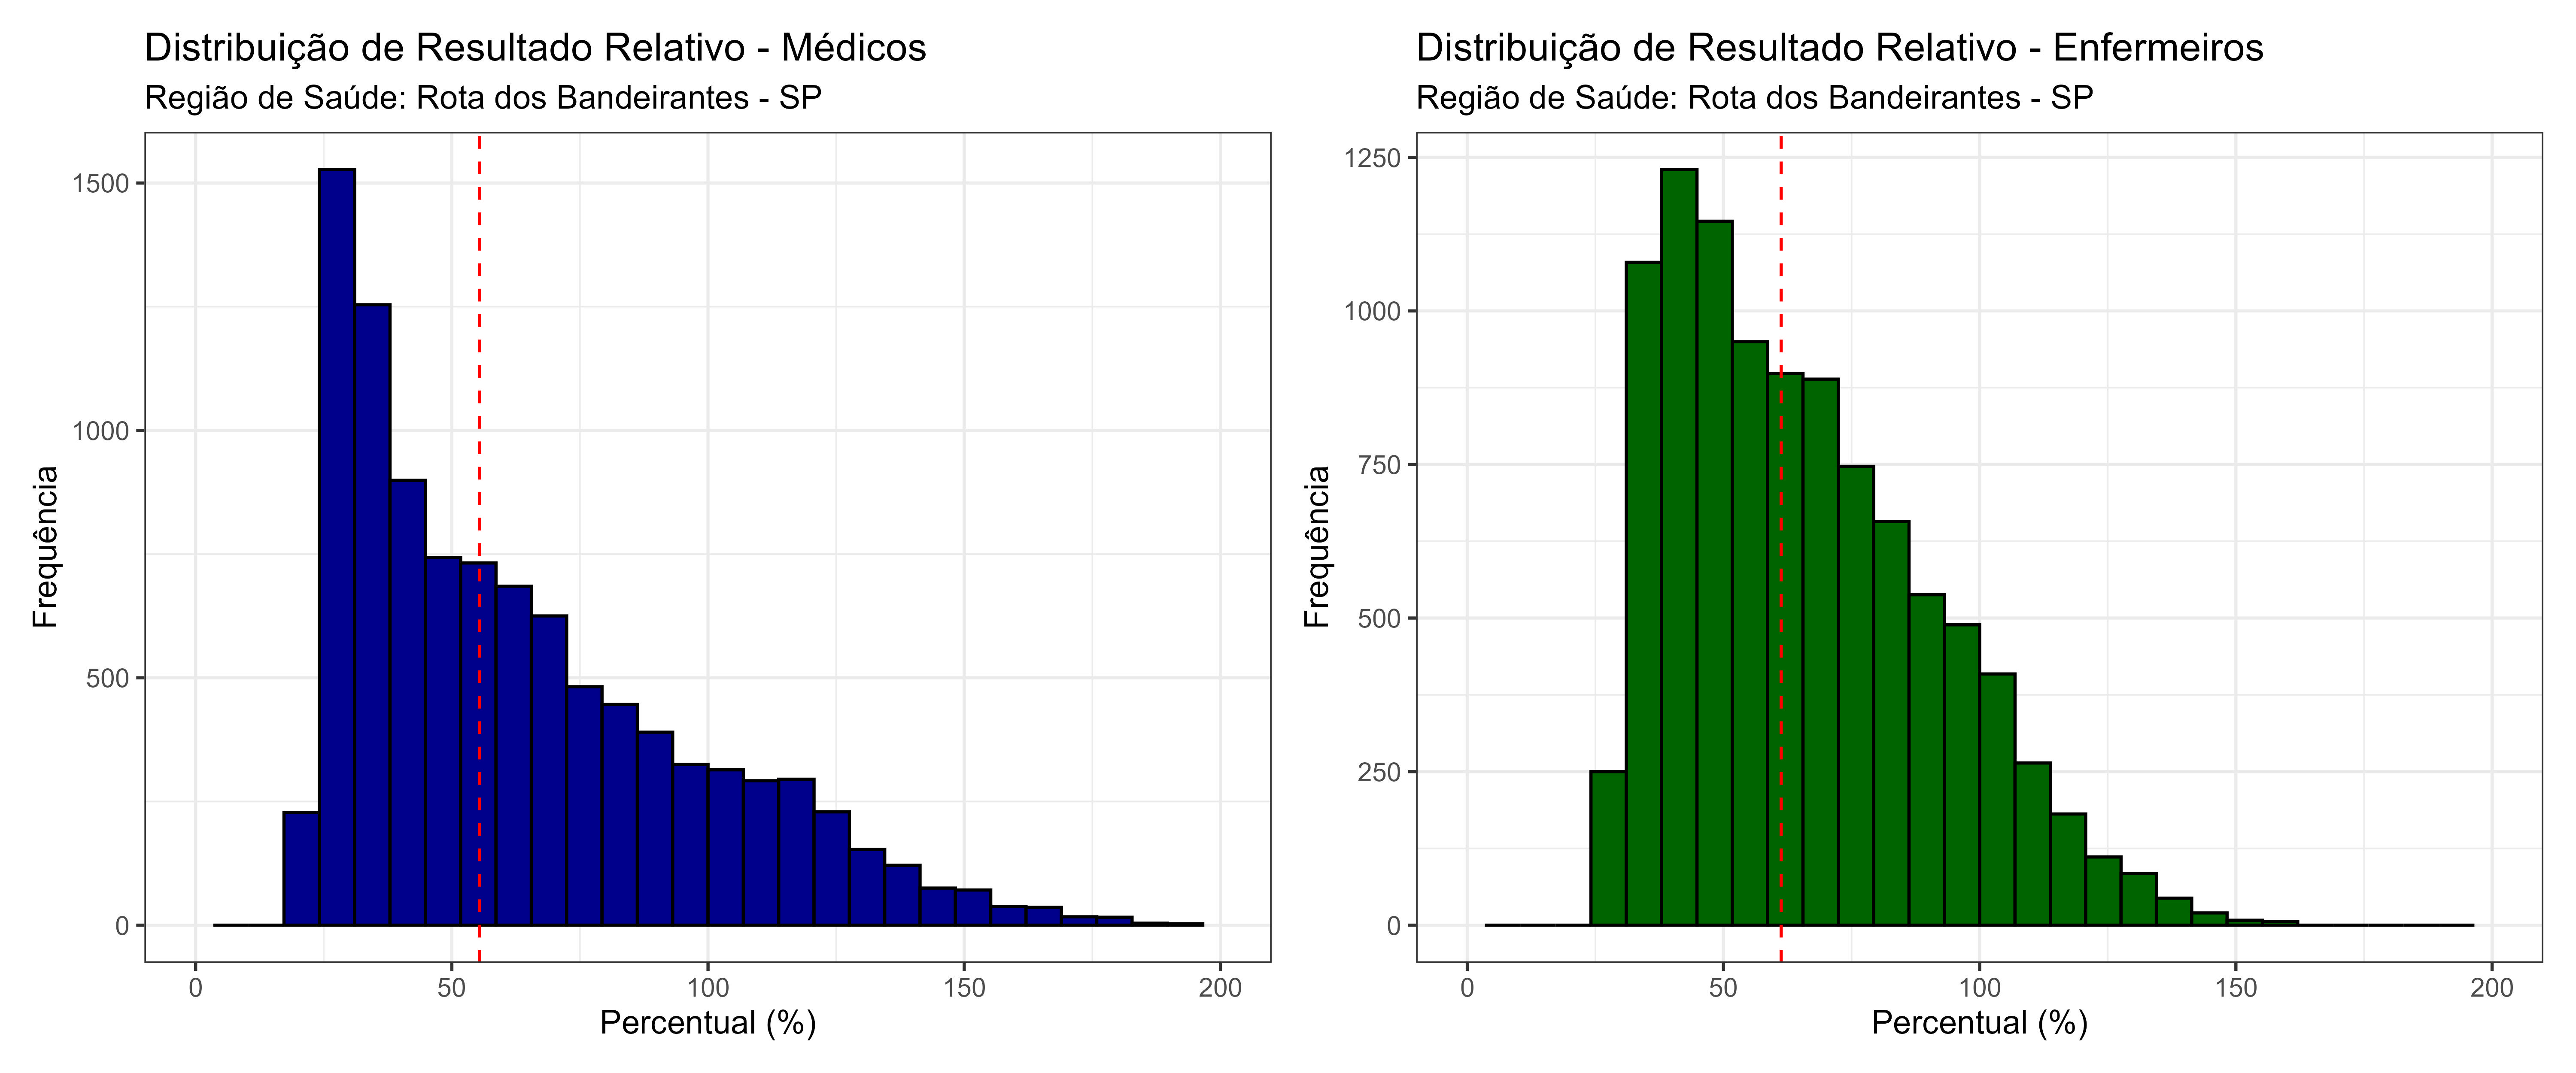 Distribuição de Resultado Relativo - Médicos
Região de Saúde: Rota dos Bandeirantes - SP
1500
1000
500
0
Frequência
0 50 100 150 200
Percentual (%)
Distribuição de Resultado Relativo - Enfermeiros
Região de Saúde: Rota dos Bandeirantes - SP
1250
1000
750
500
250
0
Frequência
0 50 100 150 200
Percentual (%)